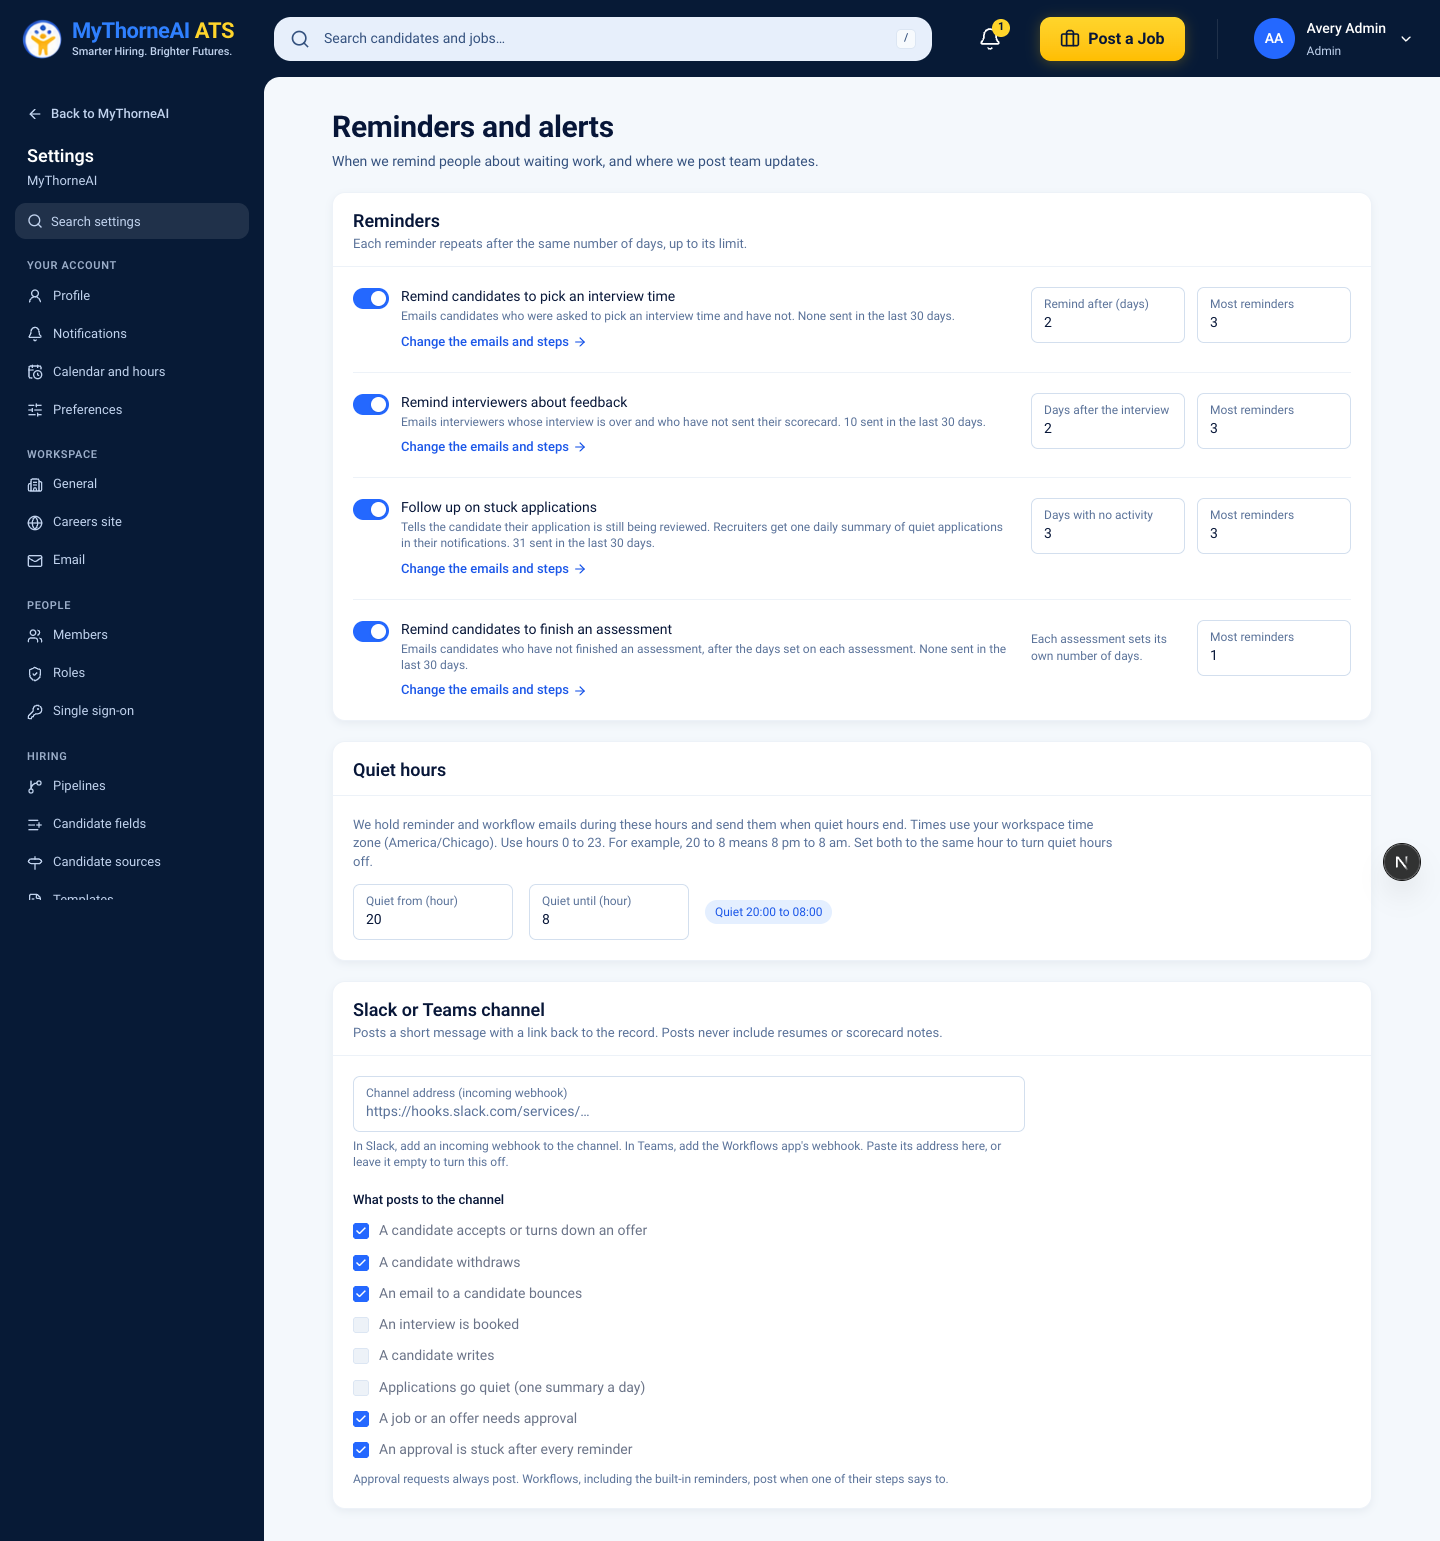 MyThorneAI ATS
Smarter Hiring. Brighter Futures.
Search candidates and jobs...
/
1
Post a Job
AA
Avery Admin
Admin
Back to MyThorneAI
Settings
MyThorneAI
Search settings
YOUR ACCOUNT
Profile
Notifications
Calendar and hours
Preferences
WORKSPACE
General
Careers site
Email
PEOPLE
Members
Roles
Single sign-on
HIRING
Pipelines
Candidate fields
Candidate sources
Templates
Reminders and alerts
When we remind people about waiting work, and where we post team updates.
Reminders
Each reminder repeats after the same number of days, up to its limit.
Remind candidates to pick an interview time
Emails candidates who were asked to pick an interview time and have not. None sent in the last 30 days.
Change the emails and steps →
Remind after (days)
2
Most reminders
3
Remind interviewers about feedback
Emails interviewers whose interview is over and who have not sent their scorecard. 10 sent in the last 30 days.
Change the emails and steps →
Days after the interview
2
Most reminders
3
Follow up on stuck applications
Tells the candidate their application is still being reviewed. Recruiters get one daily summary of quiet applications
in their notifications. 31 sent in the last 30 days.
Change the emails and steps →
Days with no activity
3
Most reminders
3
Remind candidates to finish an assessment
Emails candidates who have not finished an assessment, after the days set on each assessment. None sent in the
last 30 days.
Change the emails and steps →
Each assessment sets its
own number of days.
Most reminders
1
Quiet hours
We hold reminder and workflow emails during these hours and send them when quiet hours end. Times use your workspace time
zone (America/Chicago). Use hours 0 to 23. For example, 20 to 8 means 8 pm to 8 am. Set both to the same hour to turn quiet hours
off.
Quiet from (hour)
20
Quiet until (hour)
8
Quiet 20:00 to 08:00
N
Slack or Teams channel
Posts a short message with a link back to the record. Posts never include resumes or scorecard notes.
Channel address (incoming webhook)
https://hooks.slack.com/services/...
In Slack, add an incoming webhook to the channel. In Teams, add the Workflows app's webhook. Paste its address here, or
leave it empty to turn this off.
What posts to the channel
A candidate accepts or turns down an offer
A candidate withdraws
An email to a candidate bounces
An interview is booked
A candidate writes
Applications go quiet (one summary a day)
A job or an offer needs approval
An approval is stuck after every reminder
Approval requests always post. Workflows, including the built-in reminders, post when one of their steps says to.